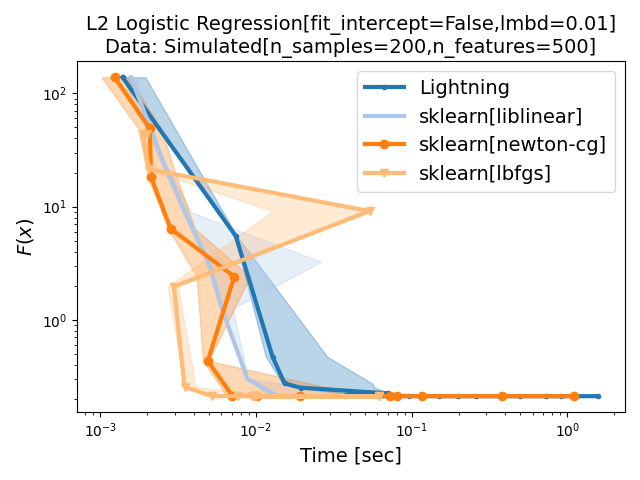 L2 Logistic Regression[fit_intercept=False,lmbd=0.01]
Data: Simulated[n_samples=200,n_features=500]
Lightning
sklearn[liblinear]
sklearn[newton-cg]
sklearn[lbfgs]
F(x)
10²
10¹
10⁰
10⁻³
10⁻²
10⁻¹
10⁰
Time [sec]